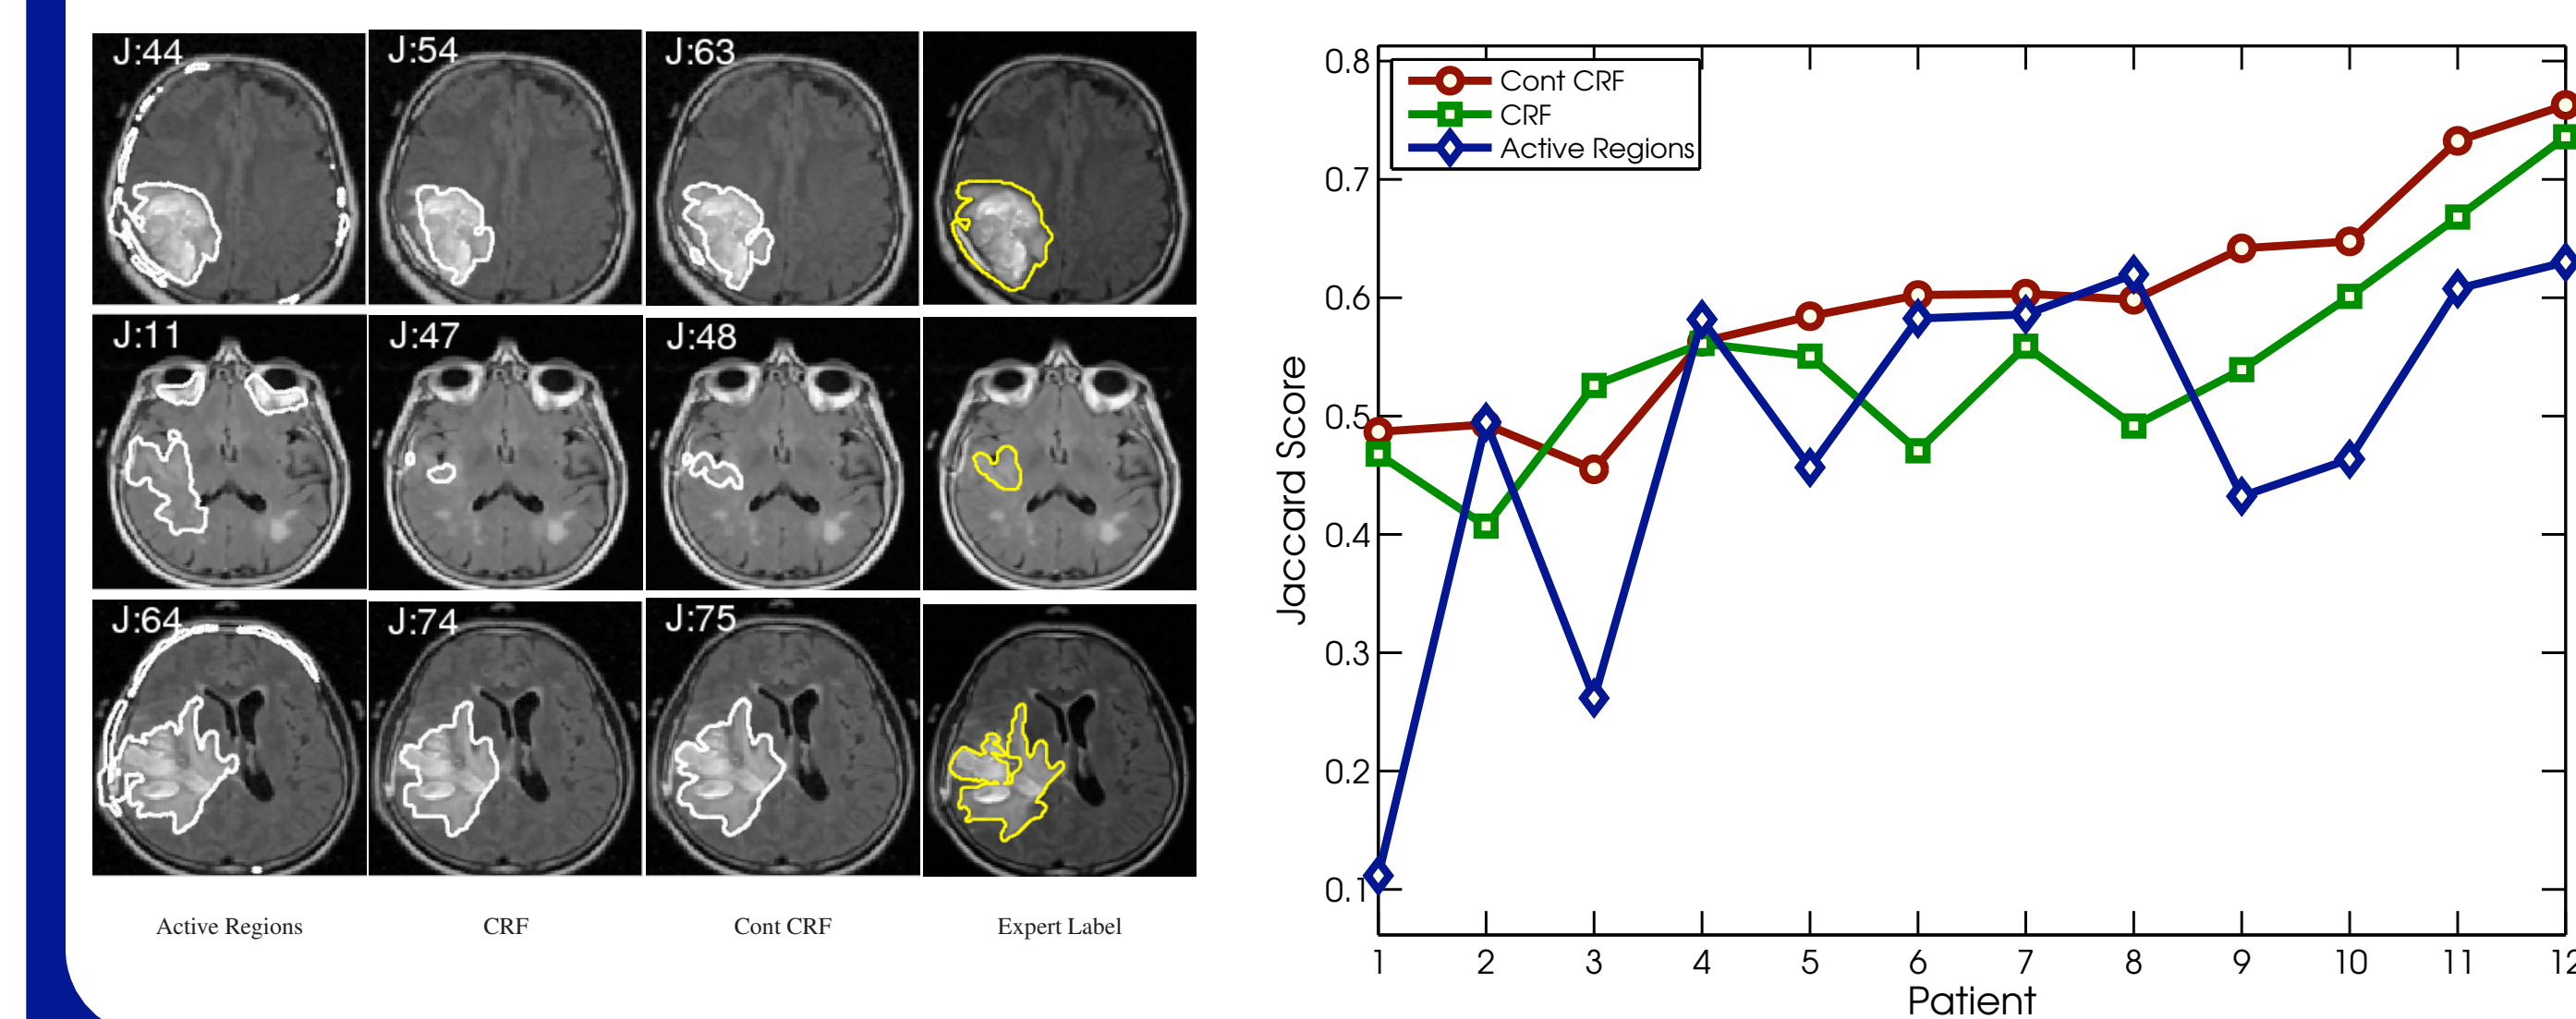 J:44 J:54 J:63
J:11 J:47 J:48
J:64 J:74 J:75
Active Regions CRF Cont CRF Expert Label
Cont CRF
CRF
Active Regions
0.8
0.7
0.6
0.5
0.4
0.3
0.2
0.1
Jaccard Score
1 2 3 4 5 6 7 8 9 10 11 12
Patient